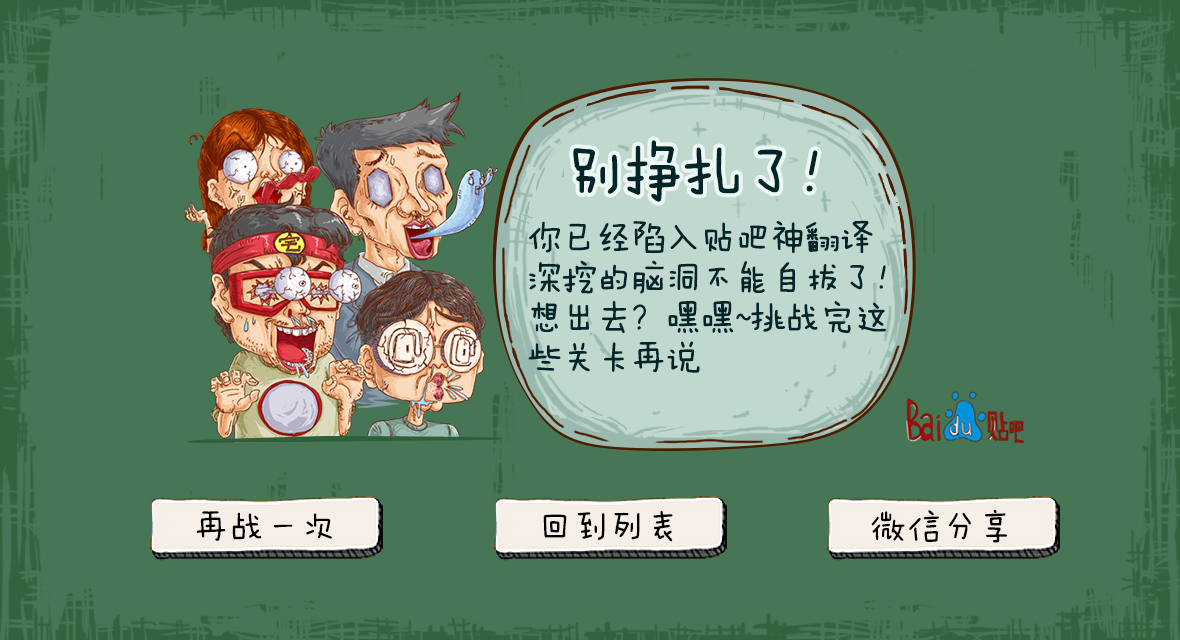 别挣扎了!
你已经陷入贴吧神翻译
深挖的脑洞不能自拔了!
想出去? 嘿嘿~挑战完这
些关卡再说
宅
Baidu贴吧
再战一次
回到列表
微信分享